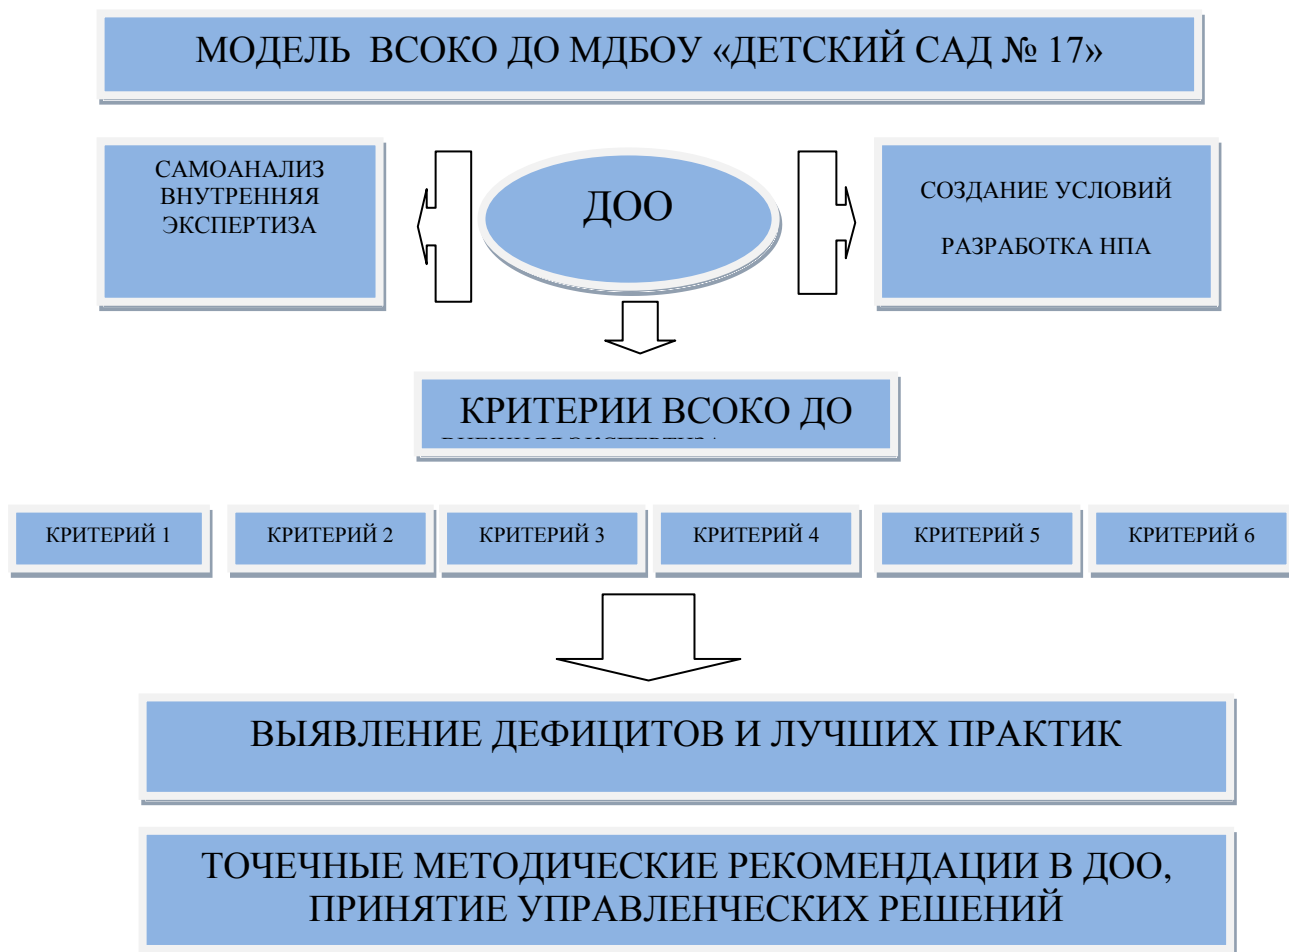 МОДЕЛЬ ВСОКО ДО МДБОУ «ДЕТСКИЙ САД № 17»
САМОАНАЛИЗ
ВНУТРЕННЯЯ
ЭКСПЕРТИЗА
ДОО
СОЗДАНИЕ УСЛОВИЙ
РАЗРАБОТКА НПА
КРИТЕРИИ ВСОКО ДО
КРИТЕРИЙ 1
КРИТЕРИЙ 2
КРИТЕРИЙ 3
КРИТЕРИЙ 4
КРИТЕРИЙ 5
КРИТЕРИЙ 6
ВЫЯВЛЕНИЕ ДЕФИЦИТОВ И ЛУЧШИХ ПРАКТИК
ТОЧЕЧНЫЕ МЕТОДИЧЕСКИЕ РЕКОМЕНДАЦИИ В ДОО,
ПРИНЯТИЕ УПРАВЛЕНЧЕСКИХ РЕШЕНИЙ